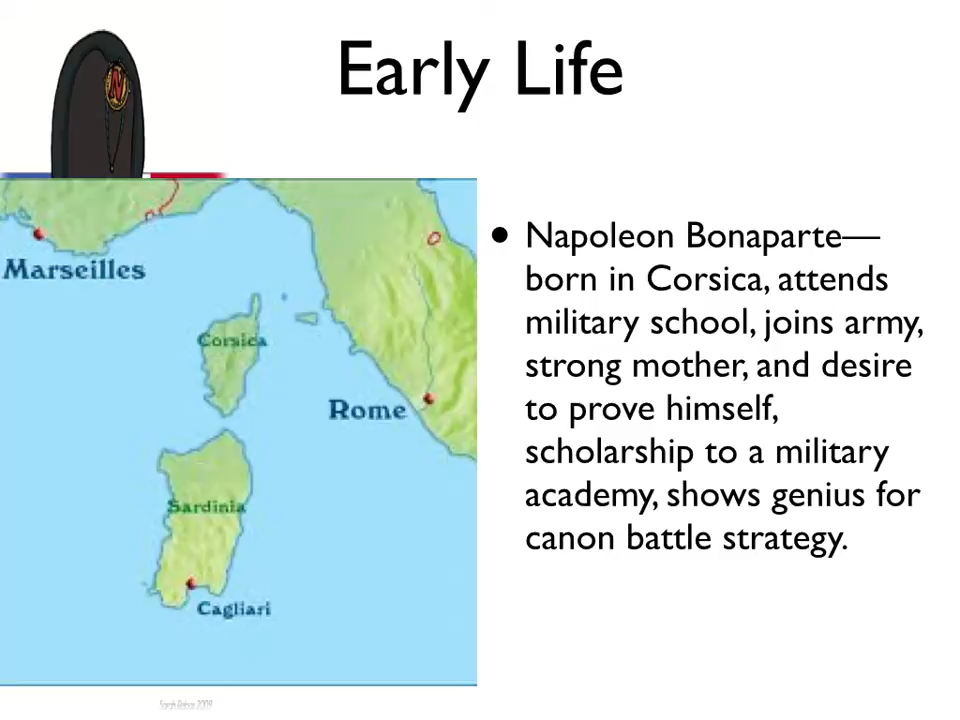 Early Life
N
Marseilles
Corsica
Rome
Sardinia
Cagliari
• Napoleon Bonaparte—
born in Corsica, attends
military school, joins army,
strong mother, and desire
to prove himself,
scholarship to a military
academy, shows genius for
canon battle strategy.